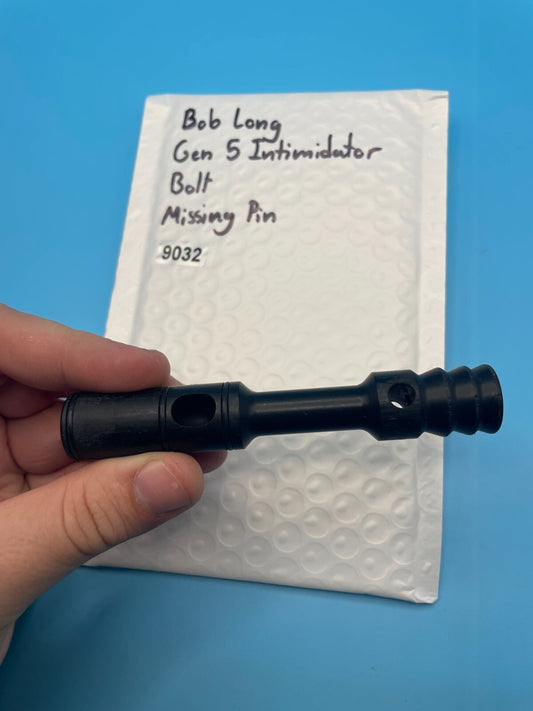 Bob Long
Gen 5 Intimidator
Bolt
Missing Pin
9032